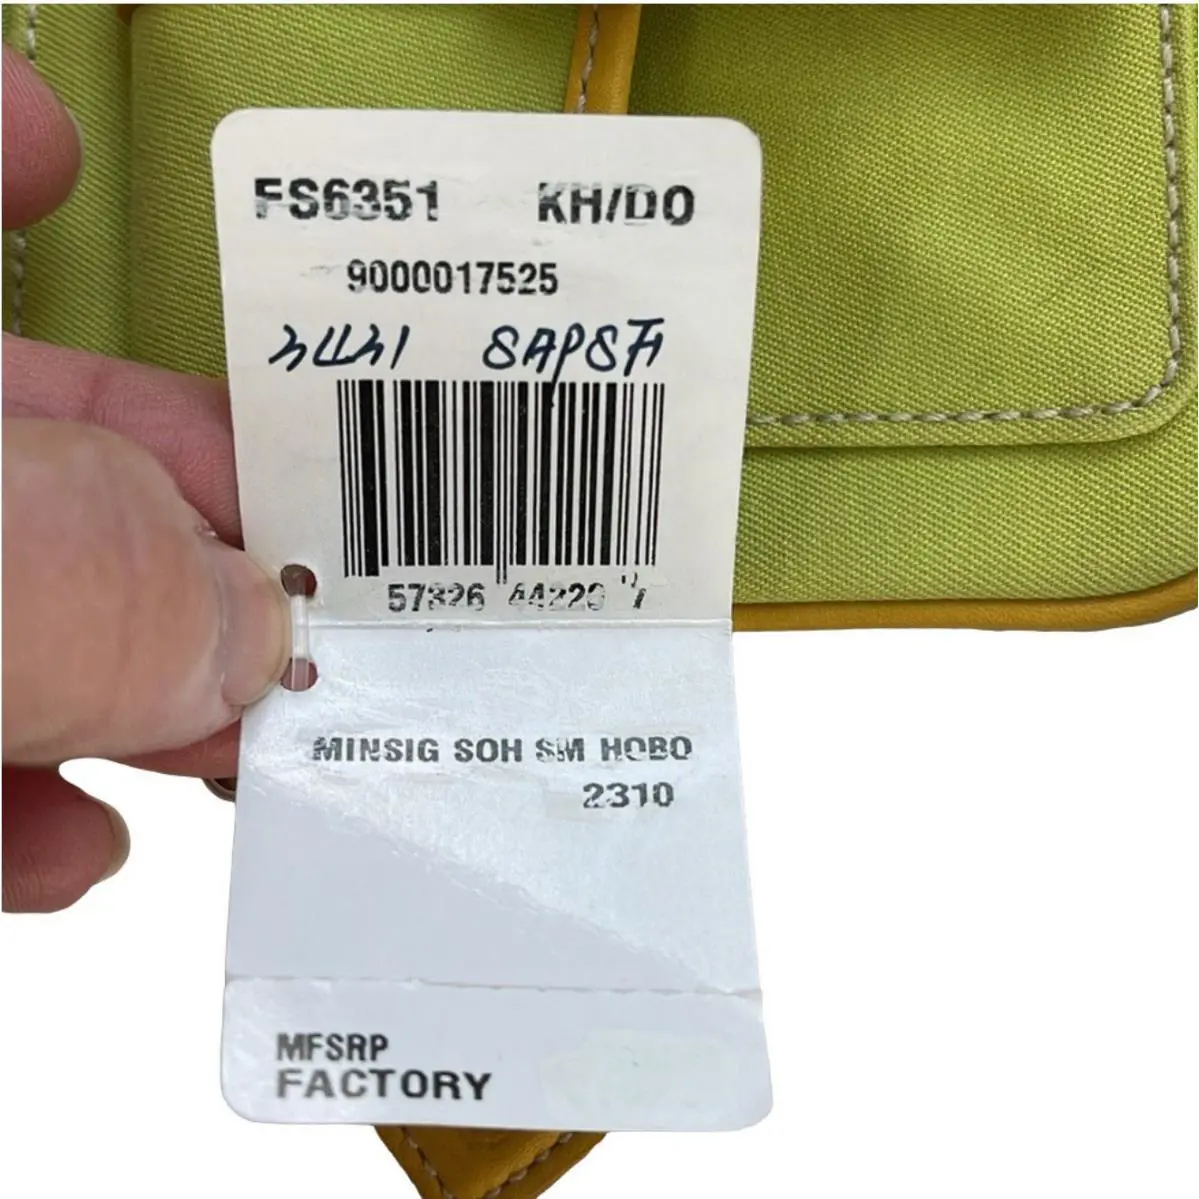 FS6351 KH/DO
9000017525
57326 44220
MINSIG SOH SM HOBO
2310
MFSRP
FACTORY